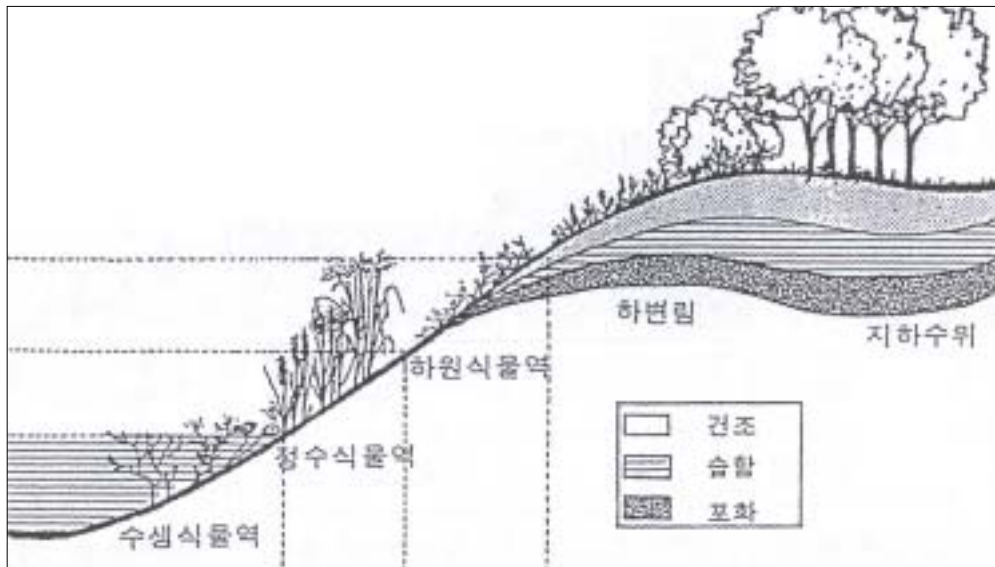 하변림
지하수위
하원식물역
정수식물역
수생식물역
건조
습함
포화